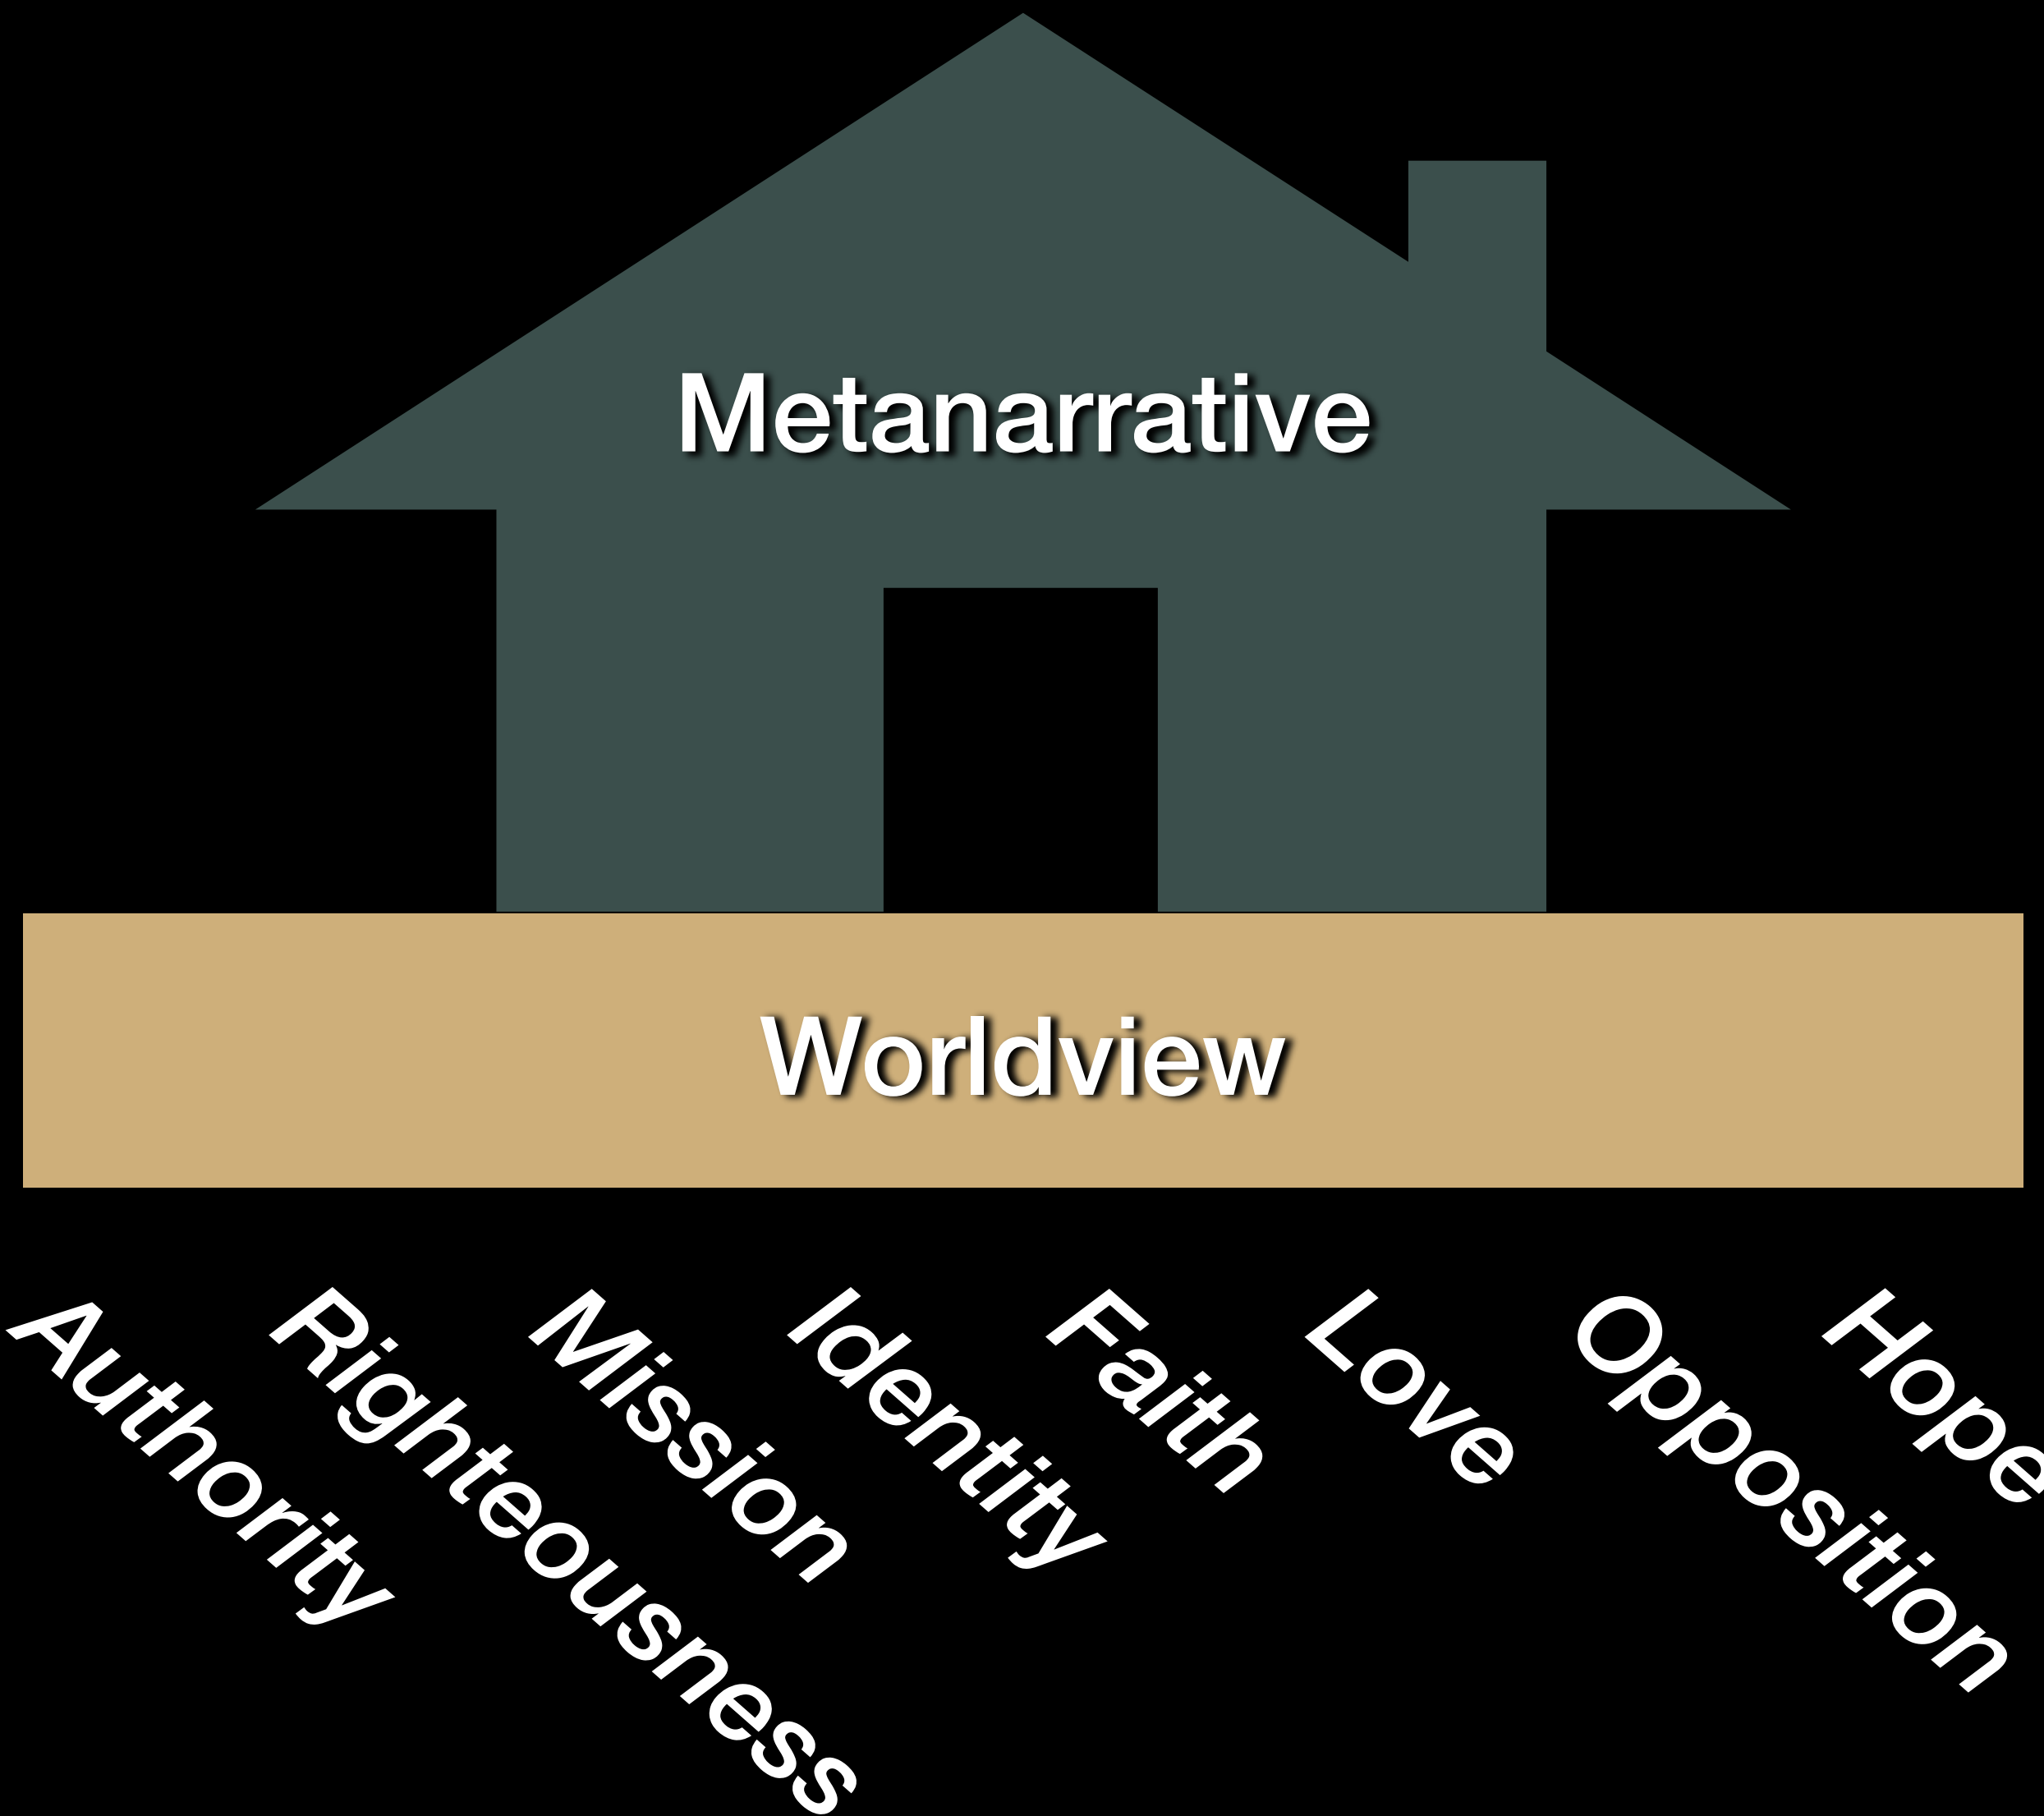 Metanarrative
Worldview
Authority
Righteousness
Mission
Identity
Faith
Love
Opposition
Hope